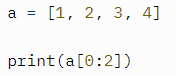 a = [1, 2, 3, 4]
print(a[0:2])